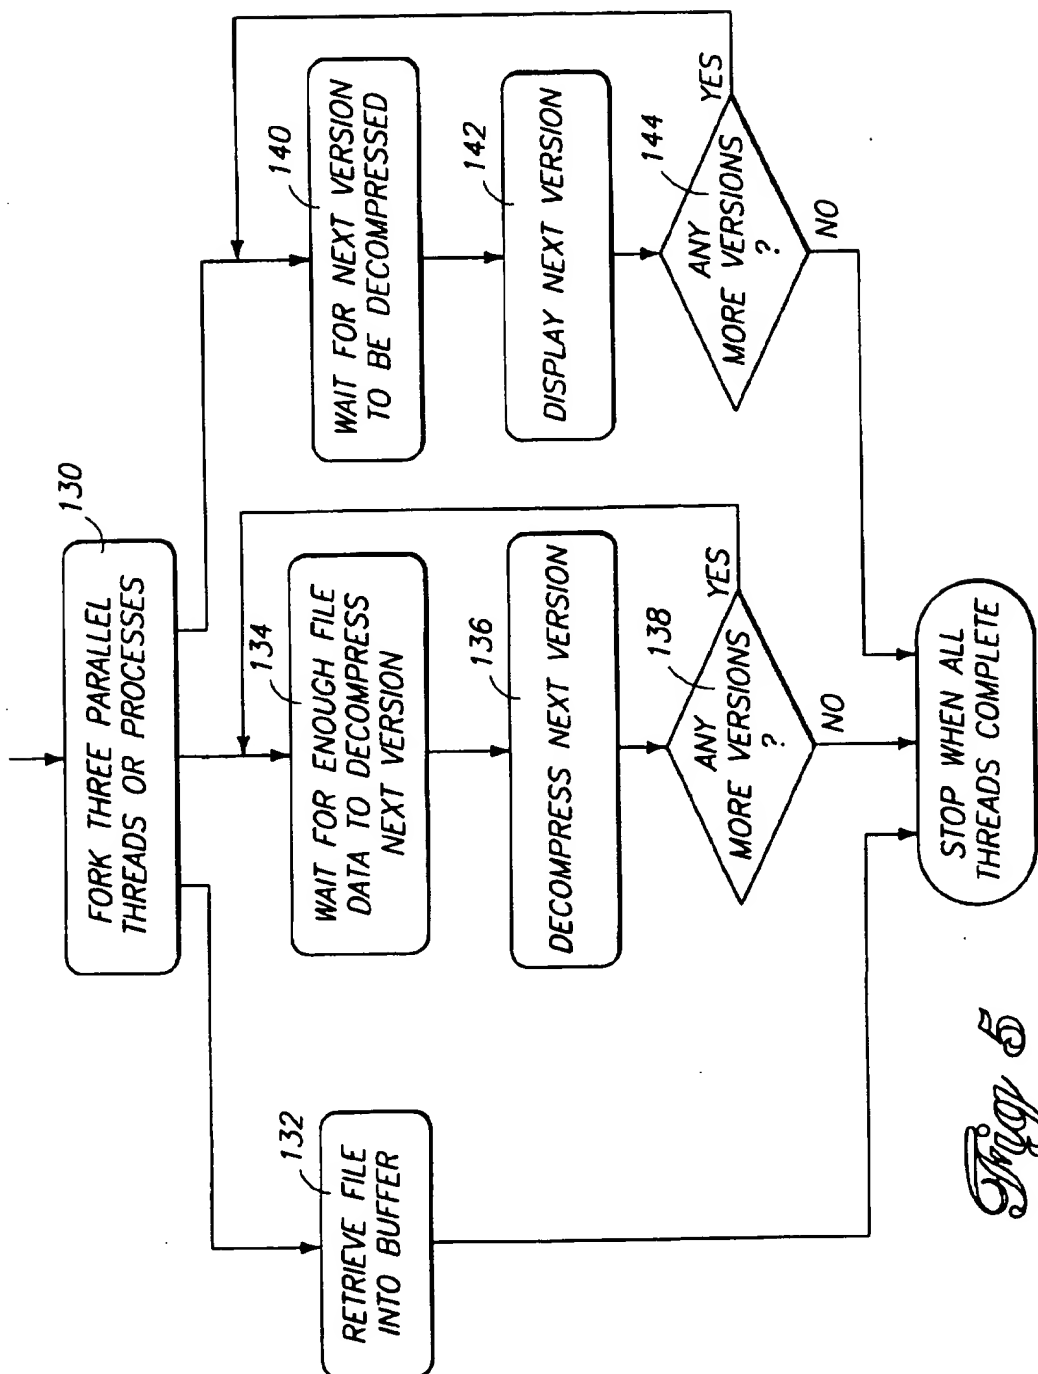 130
FORK THREE PARALLEL
THREADS OR PROCESSES
132
RETRIEVE FILE
INTO BUFFER
134
WAIT FOR ENOUGH FILE
DATA TO DECOMPRESS
NEXT VERSION
136
DECOMPRESS NEXT VERSION
138
ANY
MORE VERSIONS
?
YES
NO
140
WAIT FOR NEXT VERSION
TO BE DECOMPRESSED
142
DISPLAY NEXT VERSION
144
ANY
MORE VERSIONS
?
YES
NO
STOP WHEN ALL
THREADS COMPLETE
Fig 5